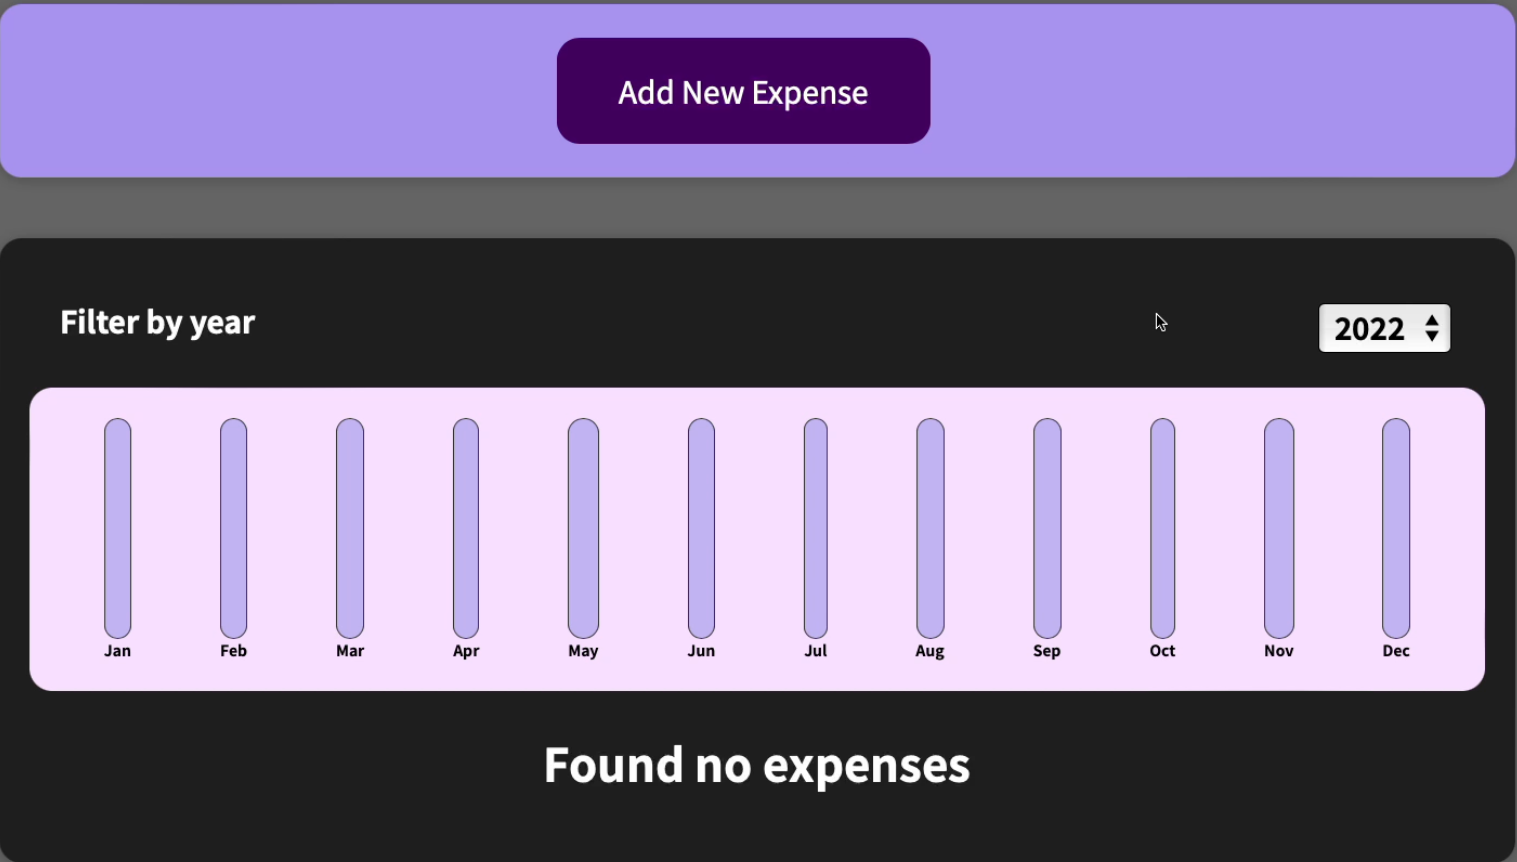 Add New Expense
Filter by year
2022
Jan Feb Mar Apr May Jun Jul Aug Sep Oct Nov Dec
Found no expenses